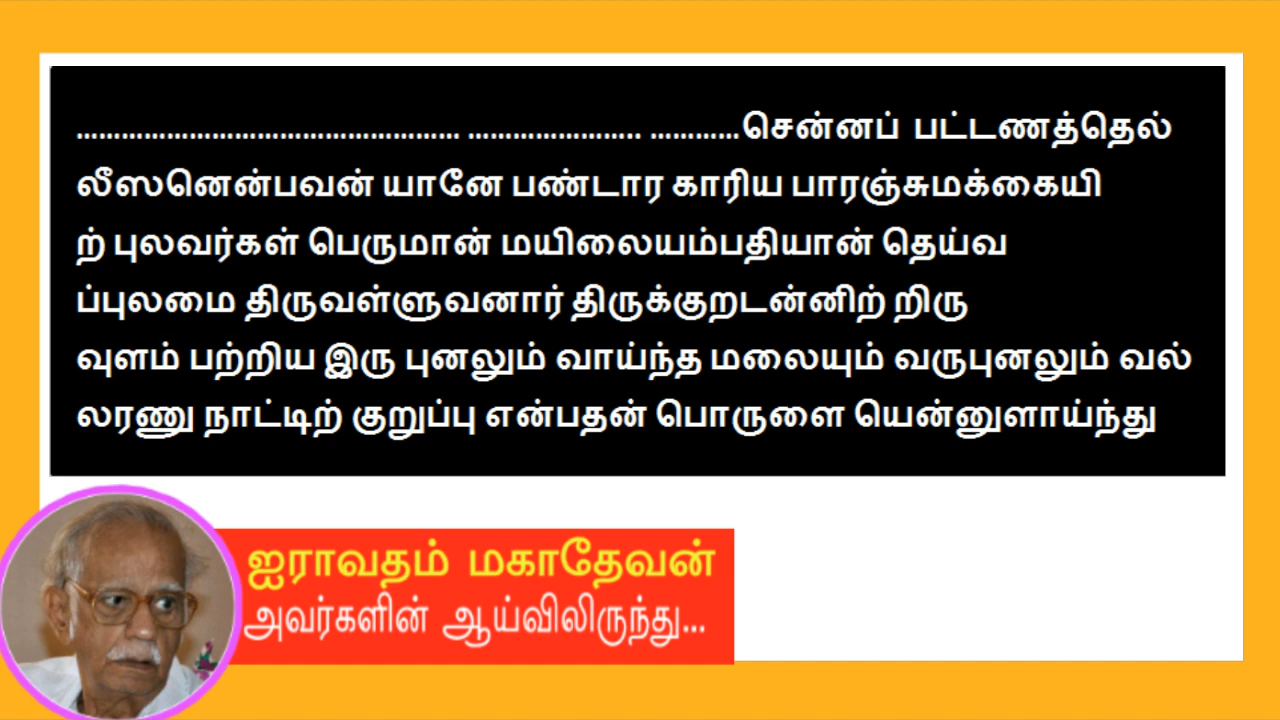 ................................................... ....................... ............சென்னப் பட்டணத்தெல்
லீஸனென்பவன் யானே பண்டார காரிய பாரஞ்சுமக்கையி
ற் புலவர்கள் பெருமான் மயிலையம்பதியான் தெய்வ
ப்புலமை திருவள்ளுவனார் திருக்குறடன்னிற் றிரு
வுளம் பற்றிய இரு புனலும் வாய்ந்த மலையும் வருபுனலும் வல்
லரணு நாட்டிற் குறுப்பு என்பதன் பொருளை யென்னுளாய்ந்து
ஐராவதம் மகாதேவன்
அவர்களின் ஆய்விலிருந்து...